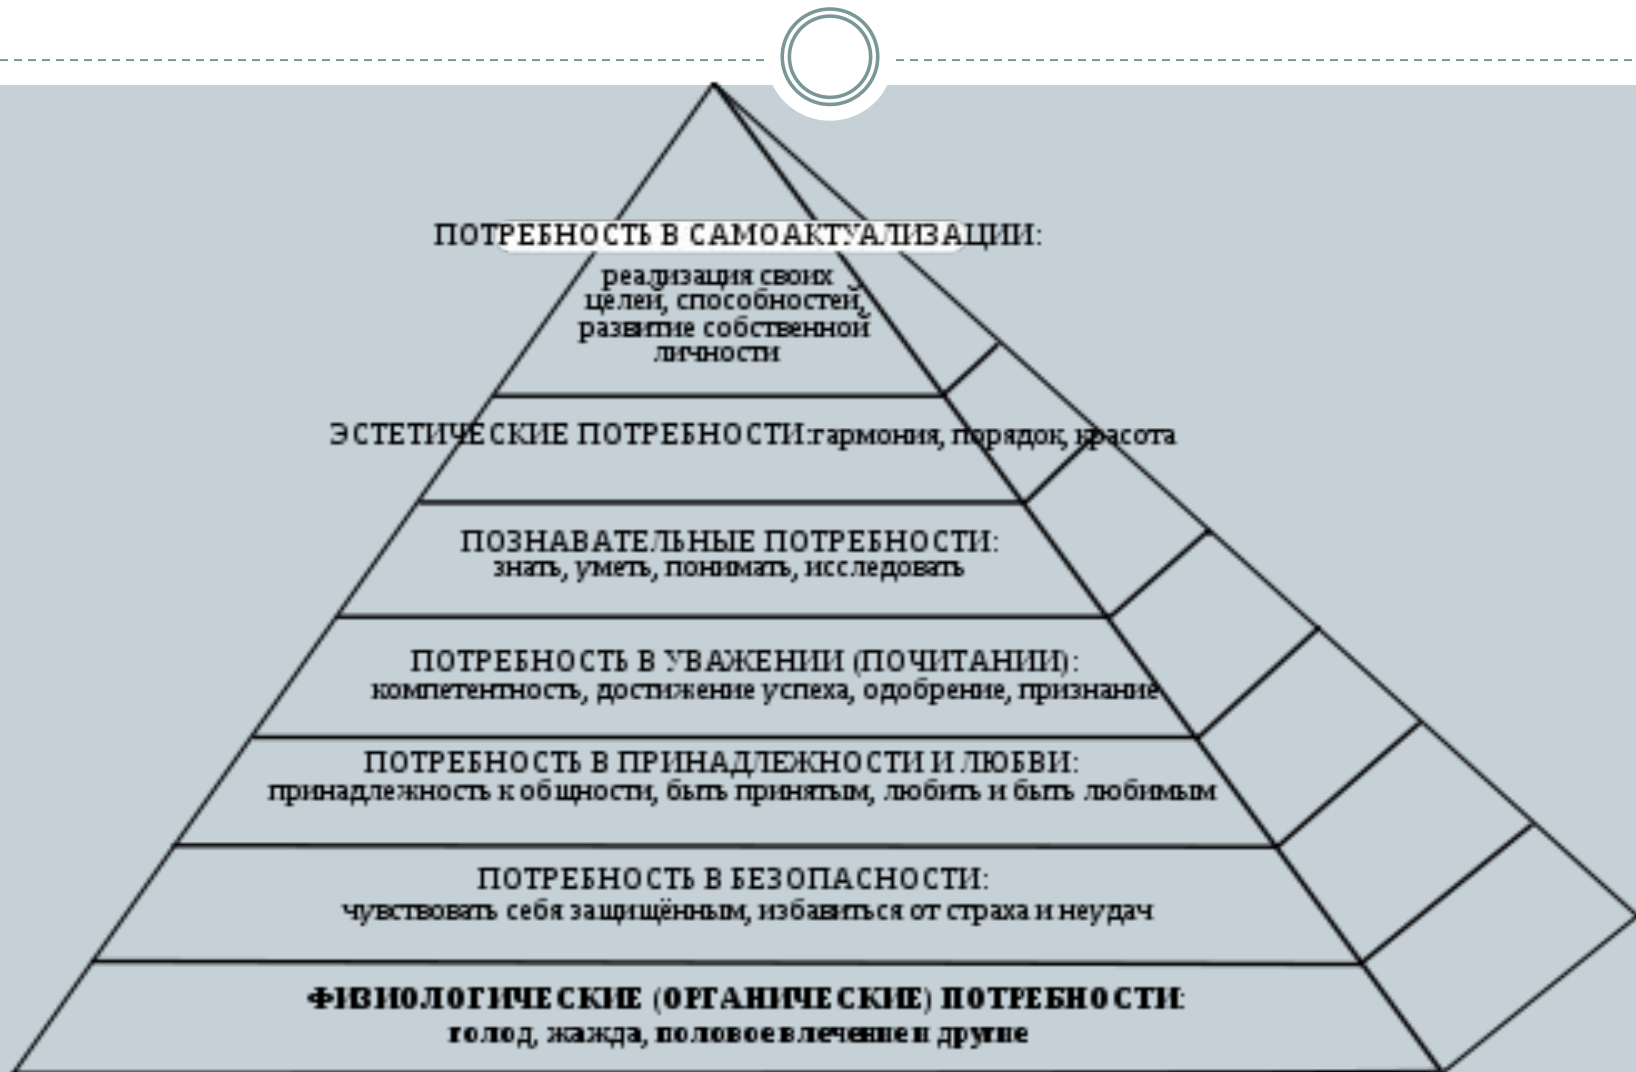 ПОТРЕБНОСТЬ В САМОАКТУАЛИЗАЦИИ:
реализация своих
целей, способностей,
развитие собственной
личности
ЭСТЕТИЧЕСКИЕ ПОТРЕБНОСТИ:гармония, порядок, красота
ПОЗНАВАТЕЛЬНЫЕ ПОТРЕБНОСТИ:
знать, уметь, понимать, исследовать
ПОТРЕБНОСТЬ В УВАЖЕНИИ (ПОЧИТАНИИ):
компетентность, достижение успеха, одобрение, признание
ПОТРЕБНОСТЬ В ПРИНАДЛЕЖНОСТИ И ЛЮБВИ:
принадлежность к общности, быть принятым, любить и быть любимым
ПОТРЕБНОСТЬ В БЕЗОПАСНОСТИ:
чувствовать себя защищённым, избавиться от страха и неудач
ФИЗИОЛОГИЧЕСКИЕ (ОРГАНИЧЕСКИЕ) ПОТРЕБНОСТИ:
голод, жажда, половое влечение и другие